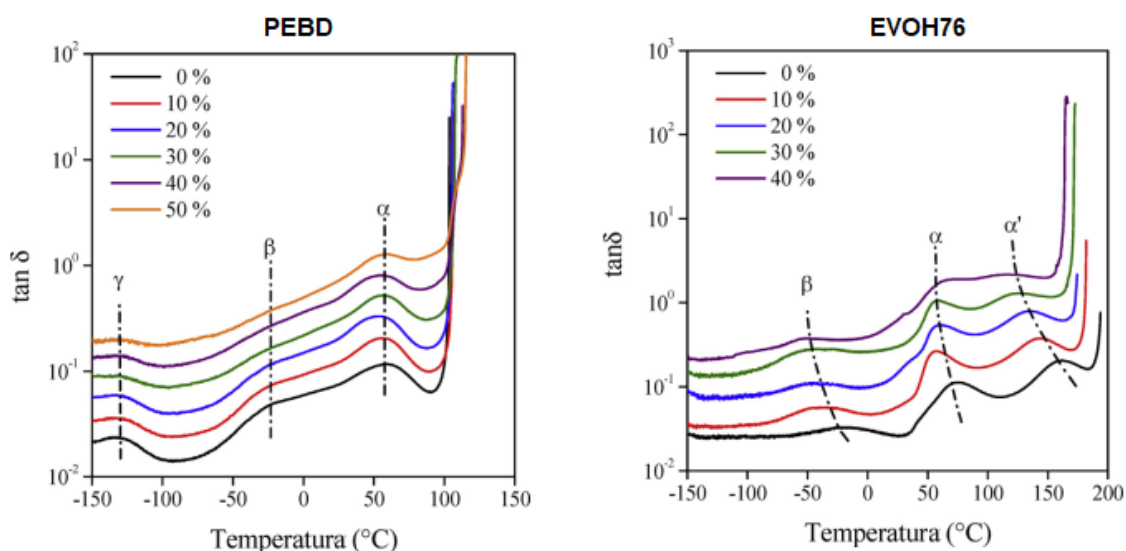 PEBD
10²
10¹
10⁰
10⁻¹
10⁻²
tan δ
0 %
10 %
20 %
30 %
40 %
50 %
γ
β
α
-150 -100 -50 0 50 100 150
Temperatura (°C)
EVOH76
10³
10²
10¹
10⁰
10⁻¹
10⁻²
tanδ
0 %
10 %
20 %
30 %
40 %
β
α
α'
-150 -100 -50 0 50 100 150 200
Temperatura (°C)